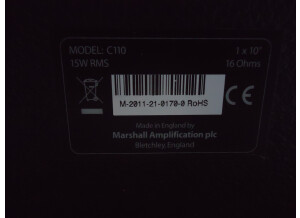 MODEL: C110 1 x 10"
15W RMS 16 Ohms
M-2011-21-0170-0 RoHS
CE
Made in England by
Marshall Amplification plc
Bletchley, England